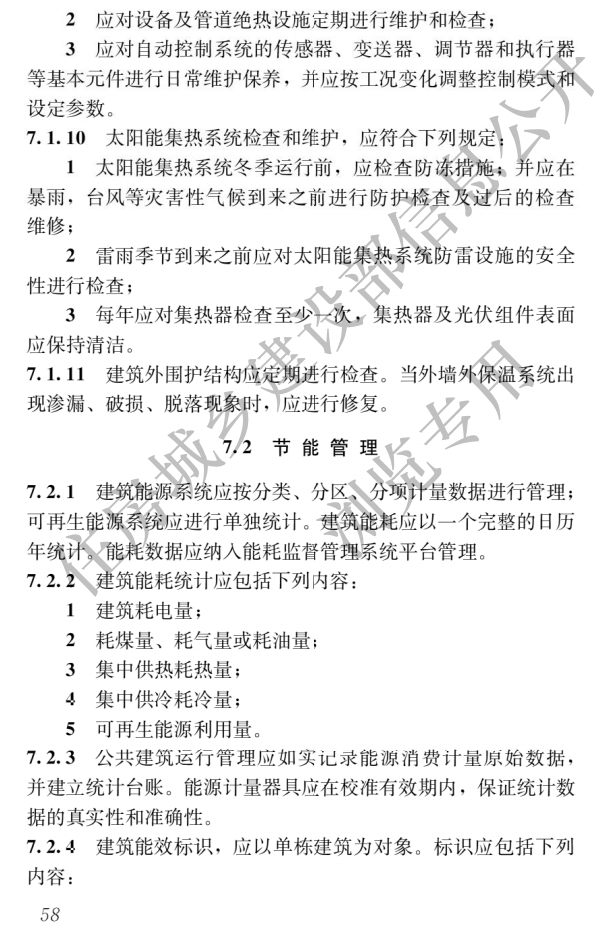 2 应对设备及管道绝热设施定期进行维护和检查；
3 应对自动控制系统的传感器、变送器、调节器和执行器
等基本元件进行日常维护保养，并应按工况变化调整控制模式和
设定参数。
7.1.10 太阳能集热系统检查和维护，应符合下列规定：
1 太阳能集热系统冬季运行前，应检查防冻措施；并应在
暴雨，台风等灾害性气候到来之前进行防护检查及过后的检查
维修；
2 雷雨季节到来之前应对太阳能集热系统防雷设施的安全
性进行检查；
3 每年应对集热器检查至少一次，集热器及光伏组件表面
应保持清洁。
7.1.11 建筑外围护结构应定期进行检查。当外墙外保温系统出
现渗漏、破损、脱落现象时，应进行修复。
7.2 节能管理
7.2.1 建筑能源系统应按分类、分区、分项计量数据进行管理；
可再生能源系统应进行单独统计。建筑能耗应以一个完整的日历
年统计。能耗数据应纳入能耗监督管理系统平台管理。
7.2.2 建筑能耗统计应包括下列内容：
1 建筑耗电量；
2 耗煤量、耗气量或耗油量；
3 集中供热耗热量；
4 集中供冷耗冷量；
5 可再生能源利用量。
7.2.3 公共建筑运行管理应如实记录能源消费计量原始数据，
并建立统计台账。能源计量器具应在校准有效期内，保证统计数
据的真实性和准确性。
7.2.4 建筑能效标识，应以单栋建筑为对象。标识应包括下列
内容：
58
住房城乡建设部信息公开
浏览专用